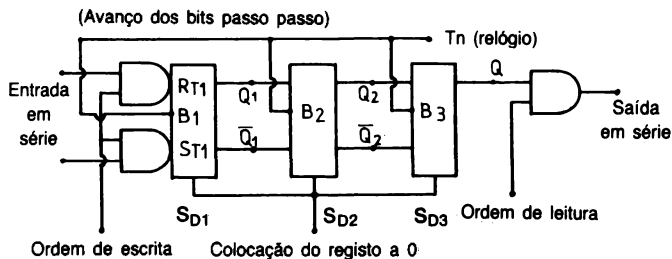 (Avanço dos bits passo passo)
Tn (relógio)
Entrada
em
série
RT1
B1
ST1
Q1
Q̅1
B2
Q2
Q̅2
B3
Q
Saída
em série
SD1
SD2
SD3
Ordem de leitura
Ordem de escrita
Colocação do registo a 0